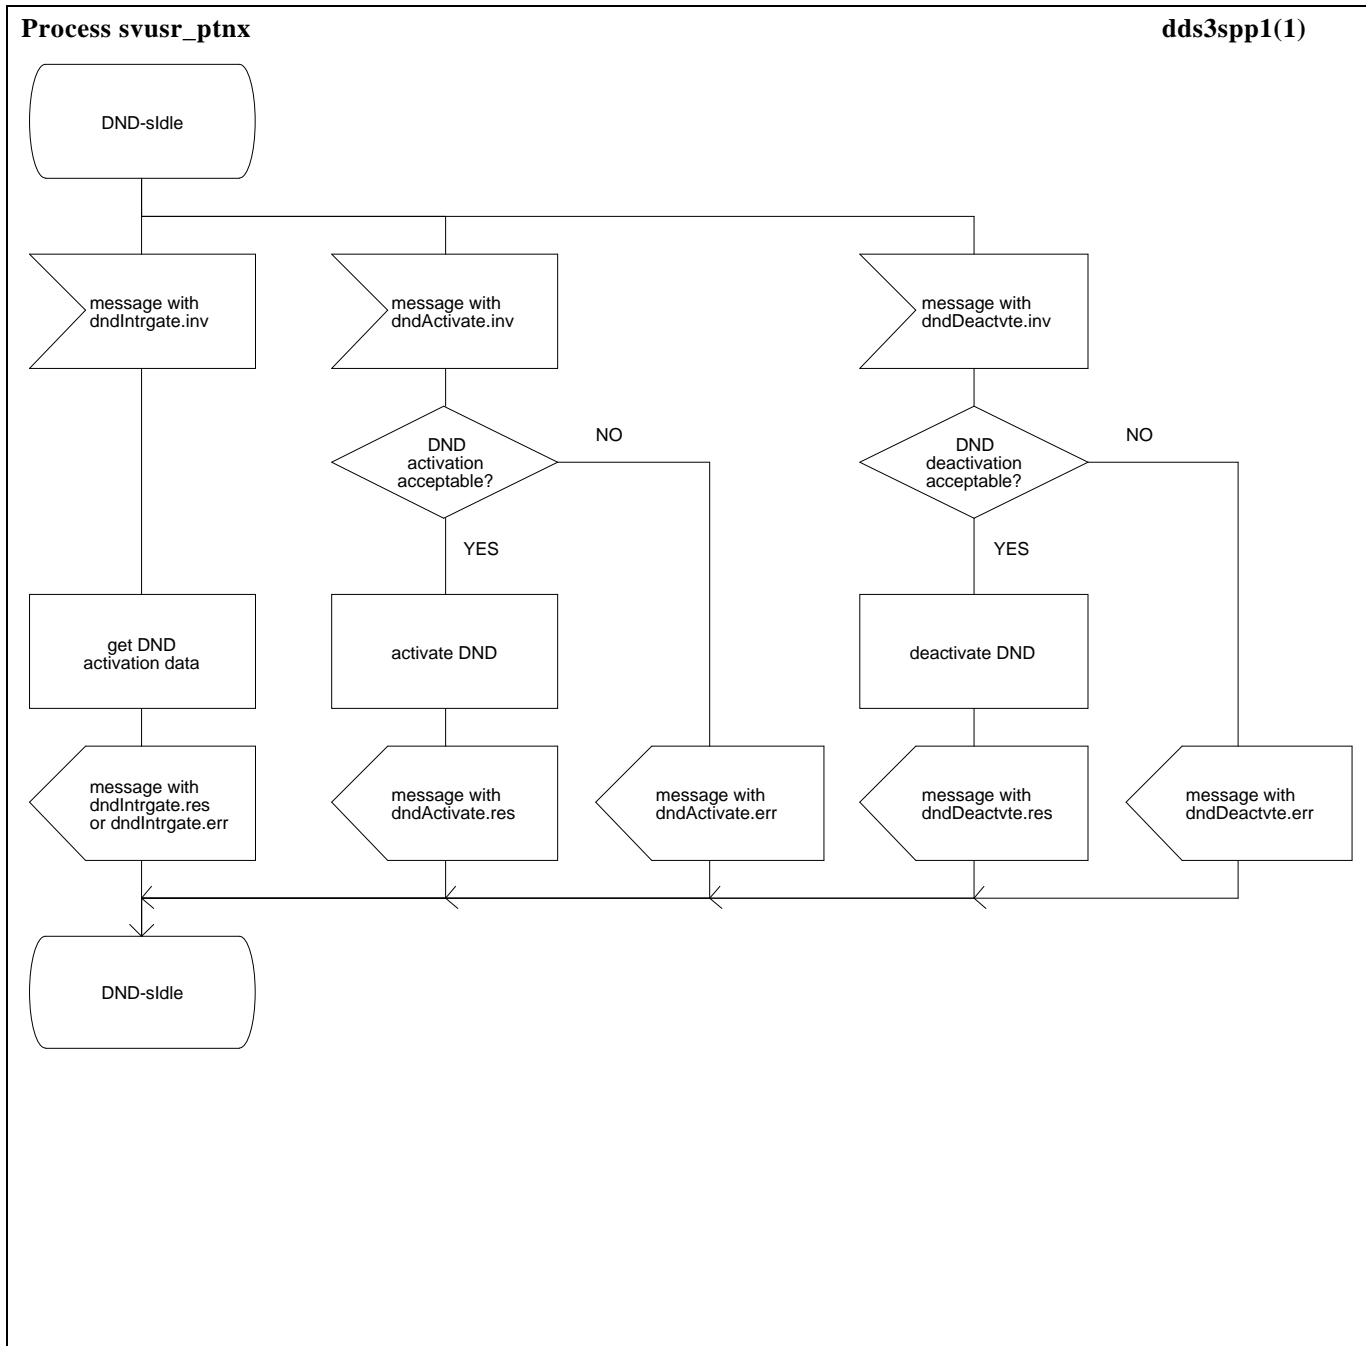 Process svusr_ptnx
dds3spp1(1)
DND-sIdle
message with
dndIntrgate.inv
message with
dndActivate.inv
message with
dndDeactvte.inv
DND
activation
acceptable?
NO
DND
deactivation
acceptable?
NO
YES
YES
get DND
activation data
activate DND
deactivate DND
message with
dndIntrgate.res
or dndIntrgate.err
message with
dndActivate.res
message with
dndActivate.err
message with
dndDeactvte.res
message with
dndDeactvte.err
DND-sIdle